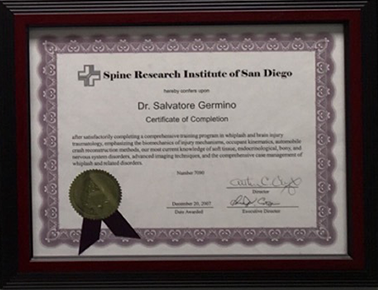 Spine Research Institute of San Diego
hereby confers upon
Dr. Salvatore Germino
Certificate of Completion
after satisfactorily completing a comprehensive training program in whiplash and brain injury
traumatology, emphasizing the biomechanics of injury mechanisms, occupant kinematics, automobile
crash reconstruction methods, our most current knowledge of soft tissue, endocrinological, bony, and
nervous system disorders, advanced imaging techniques, and the comprehensive case management of
whiplash and related disorders.
Number 7090
Director
December 20, 2007
Date Awarded Executive Director